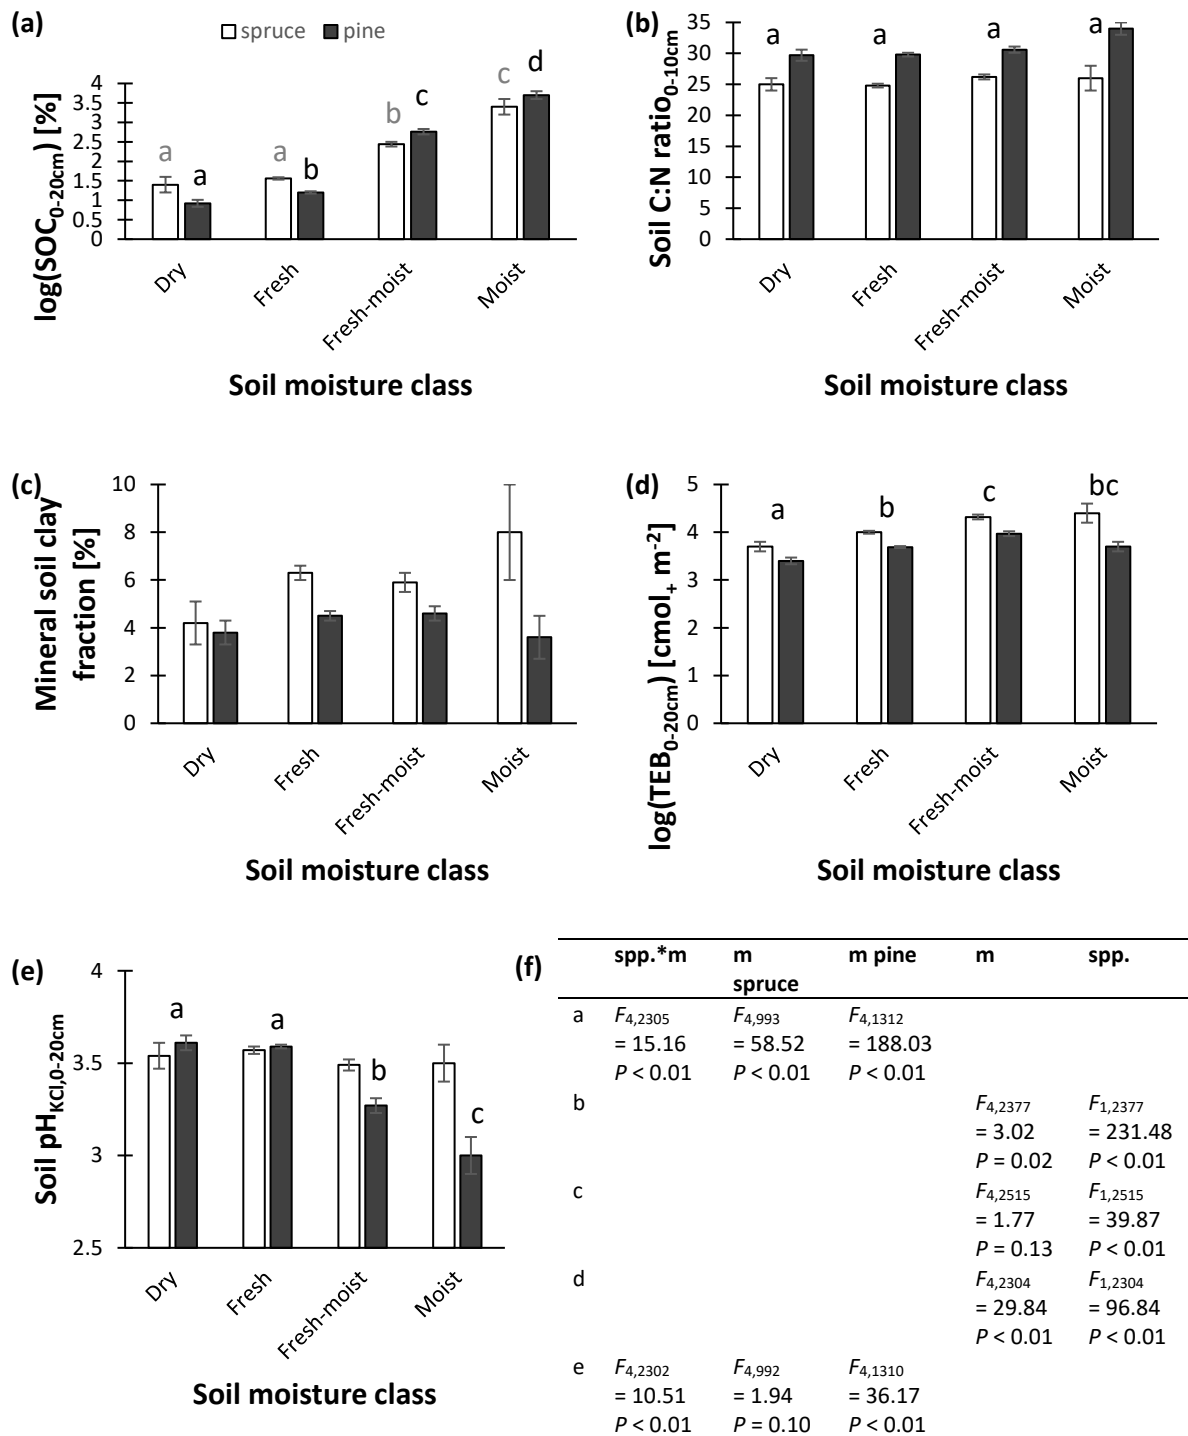 (a)
spruce pine
log(SOC0-20cm) [%]
4
3.5
3
2.5
2
1.5
1
0.5
0
a a a b b c c d
Dry Fresh Fresh-moist Moist
Soil moisture class
(b)
Soil C:N ratio0-10cm
35
30
25
20
15
10
5
0
a a a a
Dry Fresh Fresh-moist Moist
Soil moisture class
(c)
Mineral soil clay
fraction [%]
10
8
6
4
2
0
Dry Fresh Fresh-moist Moist
Soil moisture class
(d)
log(TEB0-20cm) [cmol+ m-2]
5
4
3
2
1
0
a b c bc
Dry Fresh Fresh-moist Moist
Soil moisture class
(e)
Soil pHKCl,0-20cm
4
3.5
3
2.5
a a b c
Dry Fresh Fresh-moist Moist
Soil moisture class
(f)
spp.*m m m pine m spp.
spruce
a F4,2305 F4,993 F4,1312
= 15.16 = 58.52 = 188.03
P < 0.01 P < 0.01 P < 0.01
b F4,2377 F1,2377
= 3.02 = 231.48
P = 0.02 P < 0.01
c F4,2515 F1,2515
= 1.77 = 39.87
P = 0.13 P < 0.01
d F4,2304 F1,2304
= 29.84 = 96.84
P < 0.01 P < 0.01
e F4,2302 F4,992 F4,1310
= 10.51 = 1.94 = 36.17
P < 0.01 P = 0.10 P < 0.01